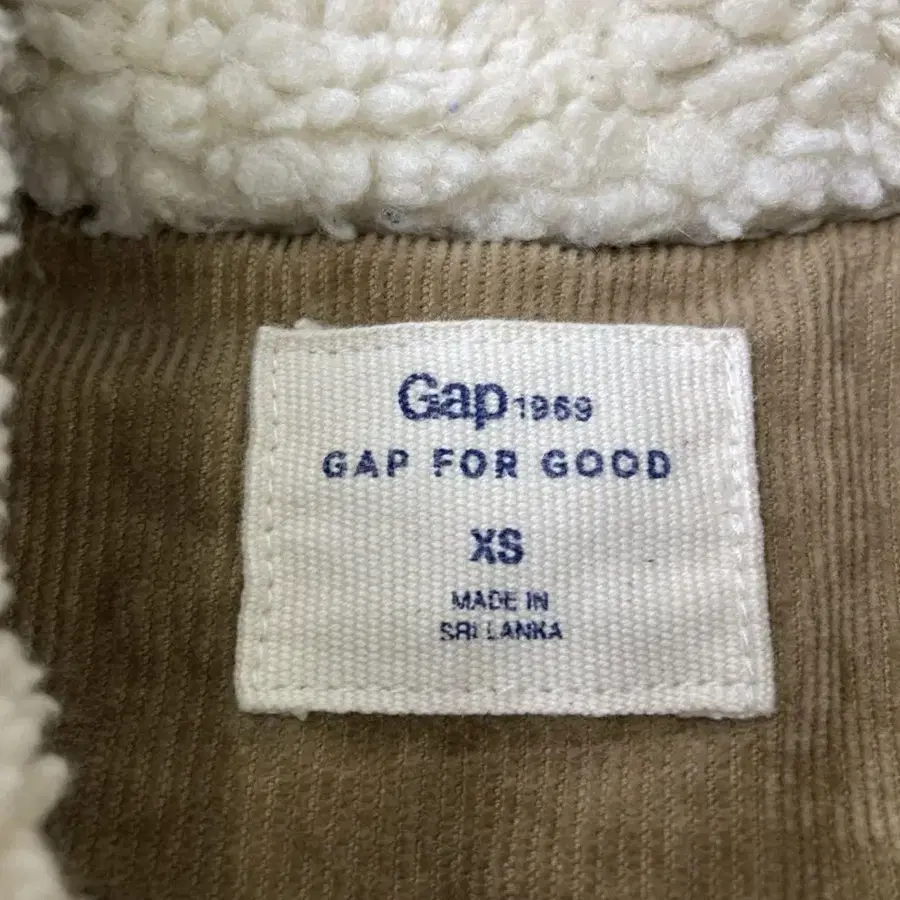 Gap 1969
GAP FOR GOOD
XS
MADE IN
SRI LANKA